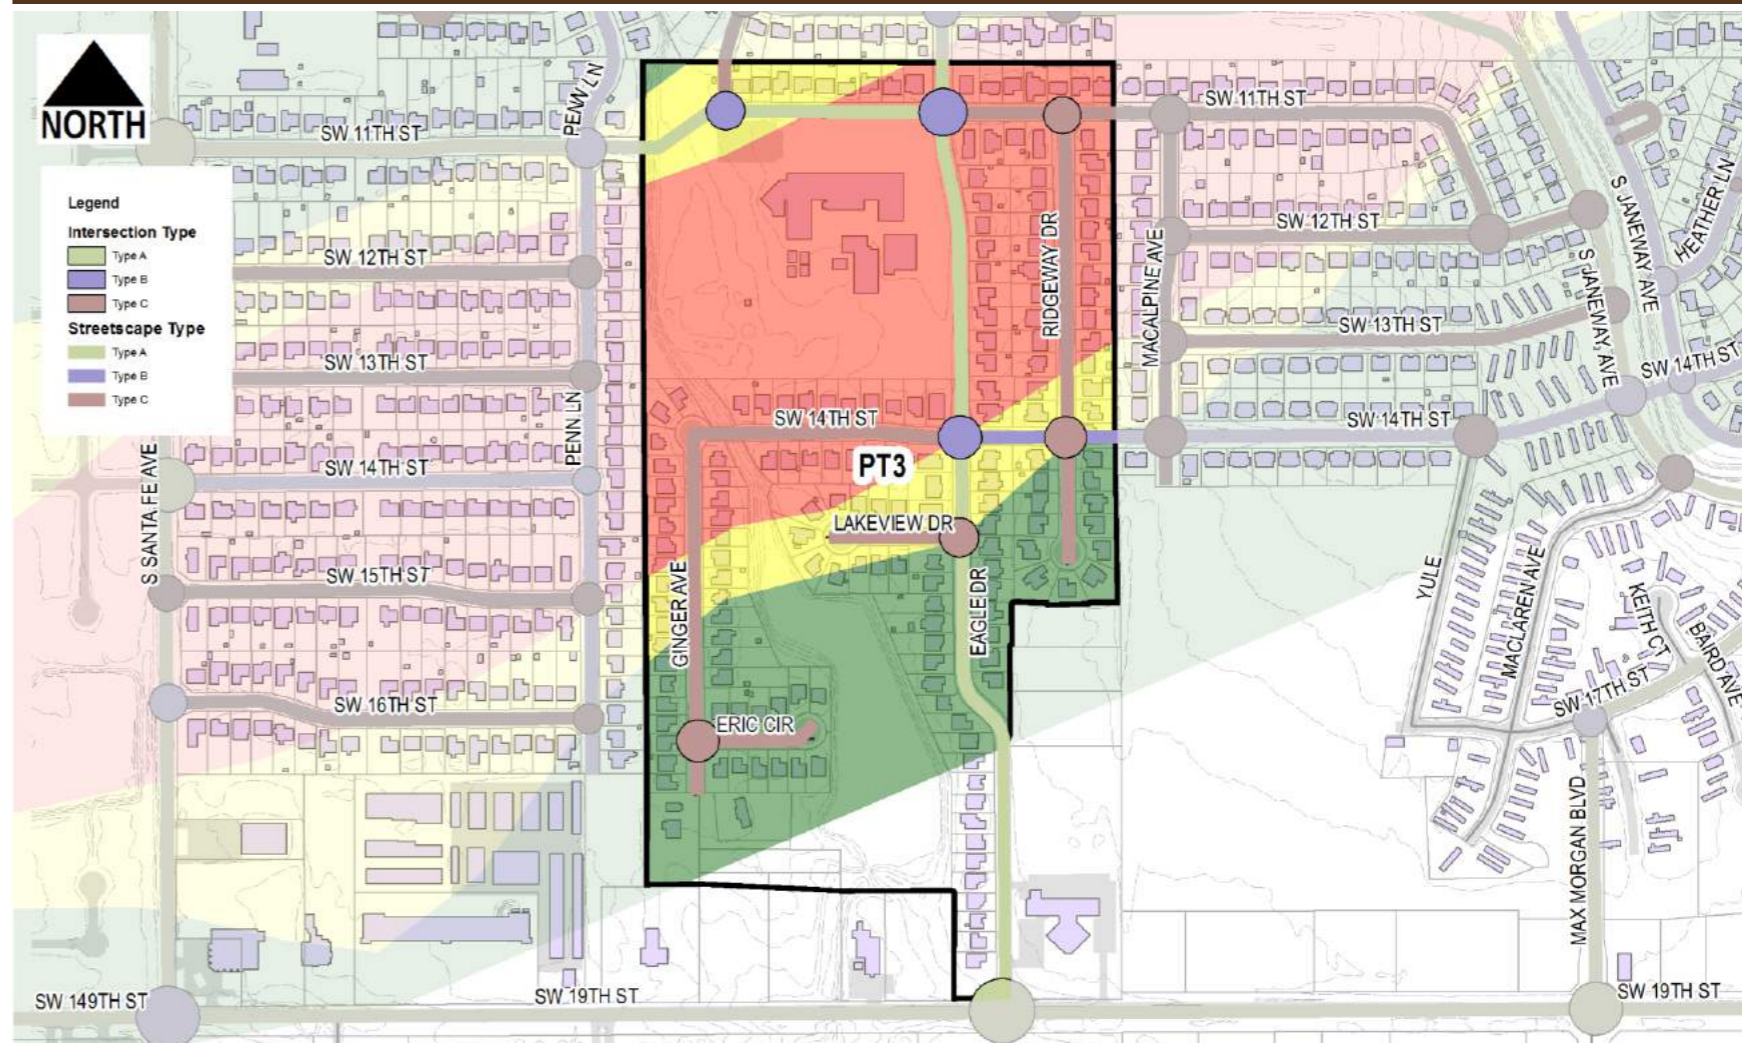 NORTH
Legend
Intersection Type
Type A
Type B
Type C
Streetscape Type
Type A
Type B
Type C
PENN LN
SW 11TH ST
SW 11TH ST
S JANEWAY AVE
HEATHER LN
SW 12TH ST
RIDGEWAY DR
MACALPINE AVE
SW 12TH ST
S JANEWAY AVE
SW 13TH ST
SW 13TH ST
SW 14TH ST
PENN LN
SW 14TH ST
SW 14TH ST
S SANTA FE AVE
SW 14TH ST
PT3
LAKEVIEW DR
SW 15TH ST
GINGER AVE
EAGLE DR
YULE
MACLAREN AVE
KEITH CT
BAIRD AVE
SW 16TH ST
ERIC CIR
SW 17TH ST
MAX MORGAN BLVD
SW 149TH ST
SW 19TH ST
SW 19TH ST